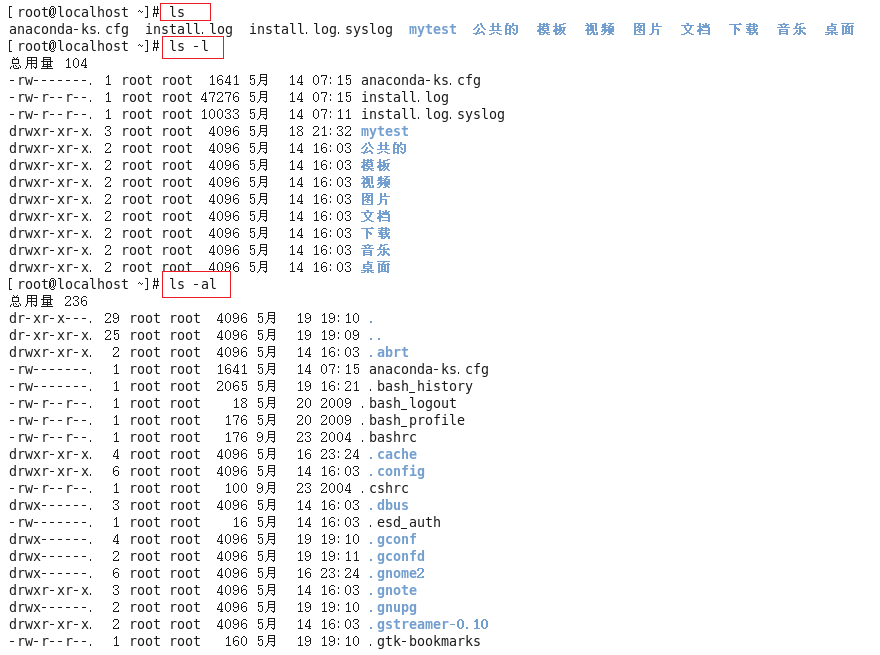 [root@localhost ~]# ls
anaconda-ks.cfg  install.log  install.log.syslog  mytest  公共的  模板  视频  图片  文档  下载  音乐  桌面
[root@localhost ~]# ls -l
总用量 104
-rw-------. 1 root root  1641 5月  14 07:15 anaconda-ks.cfg
-rw-r--r--. 1 root root 47276 5月  14 07:15 install.log
-rw-r--r--. 1 root root 10033 5月  14 07:11 install.log.syslog
drwxr-xr-x. 3 root root  4096 5月  18 21:32 mytest
drwxr-xr-x. 2 root root  4096 5月  14 16:03 公共的
drwxr-xr-x. 2 root root  4096 5月  14 16:03 模板
drwxr-xr-x. 2 root root  4096 5月  14 16:03 视频
drwxr-xr-x. 2 root root  4096 5月  14 16:03 图片
drwxr-xr-x. 2 root root  4096 5月  14 16:03 文档
drwxr-xr-x. 2 root root  4096 5月  14 16:03 下载
drwxr-xr-x. 2 root root  4096 5月  14 16:03 音乐
drwxr-xr-x. 2 root root  4096 5月  14 16:03 桌面
[root@localhost ~]# ls -al
总用量 236
dr-xr-x---. 29 root root  4096 5月  19 19:10 .
dr-xr-xr-x. 25 root root  4096 5月  19 19:09 ..
drwxr-xr-x.  2 root root  4096 5月  14 16:03 .abrt
-rw-------.  1 root root  1641 5月  14 07:15 anaconda-ks.cfg
-rw-------.  1 root root  2065 5月  19 16:21 .bash_history
-rw-r--r--.  1 root root    18 5月  20 2009 .bash_logout
-rw-r--r--.  1 root root   176 5月  20 2009 .bash_profile
-rw-r--r--.  1 root root   176 9月  23 2004 .bashrc
drwxr-xr-x.  4 root root  4096 5月  16 23:24 .cache
drwxr-xr-x.  6 root root  4096 5月  14 16:03 .config
-rw-r--r--.  1 root root   100 9月  23 2004 .cshrc
drwx------.  3 root root  4096 5月  14 16:03 .dbus
-rw-------.  1 root root    16 5月  14 16:03 .esd_auth
drwx------.  4 root root  4096 5月  19 19:10 .gconf
drwx------.  2 root root  4096 5月  19 19:11 .gconfd
drwx------.  6 root root  4096 5月  16 23:24 .gnome2
drwxr-xr-x.  3 root root  4096 5月  14 16:03 .gnote
drwx------.  2 root root  4096 5月  19 19:10 .gnupg
drwxr-xr-x.  2 root root  4096 5月  14 16:03 .gstreamer-0.10
-rw-r--r--.  1 root root   160 5月  19 19:10 .gtk-bookmarks